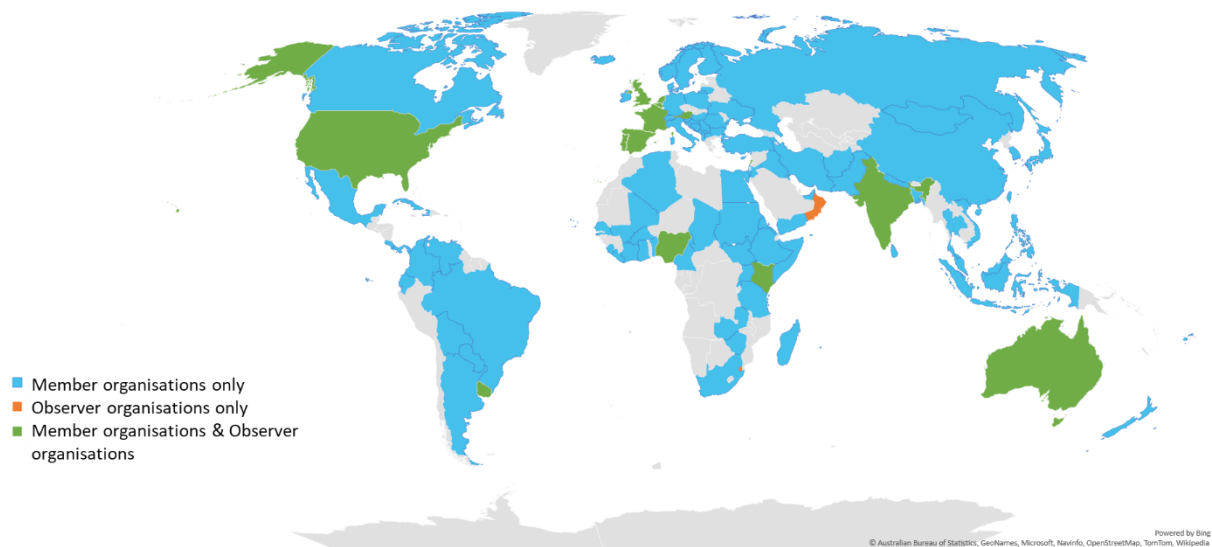 Member organisations only
Observer organisations only
Member organisations & Observer
organisations
Powered by Bing
© Australian Bureau of Statistics, GeoNames, Microsoft, Navinfo, OpenStreetMap, TomTom, Wikipedia